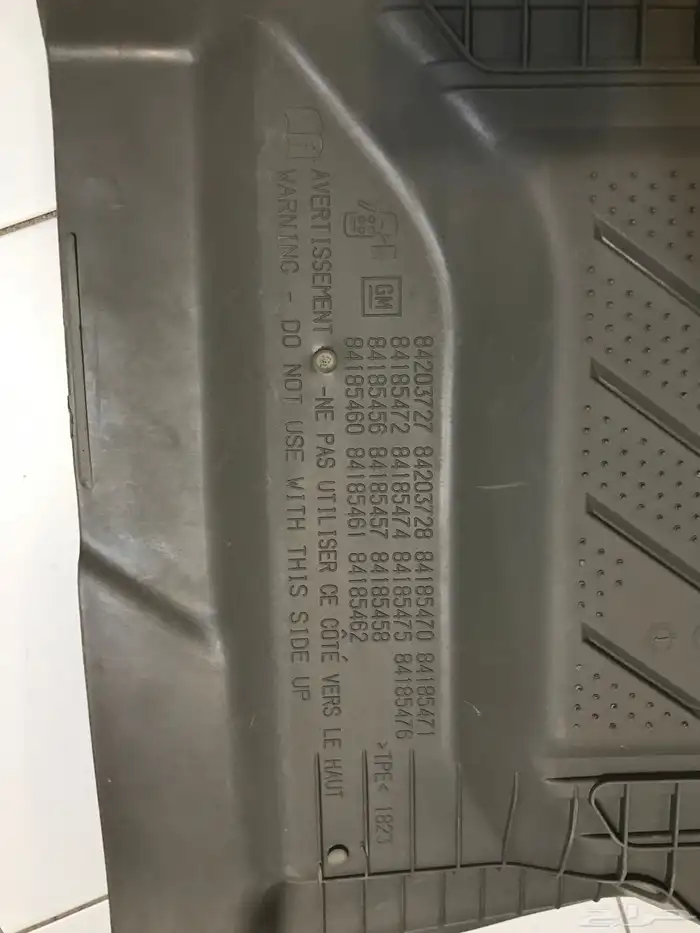 GM
84203727 84203728 84185470 84185471
84185472 84185474 84185475 84185476
84185456 84185457 84185458
84185460 84185461 84185462
>TPE< 1823
AVERTISSEMENT -NE PAS UTILISER CE CÔTÉ VERS LE HAUT
WARNING - DO NOT USE WITH THIS SIDE UP
حراج